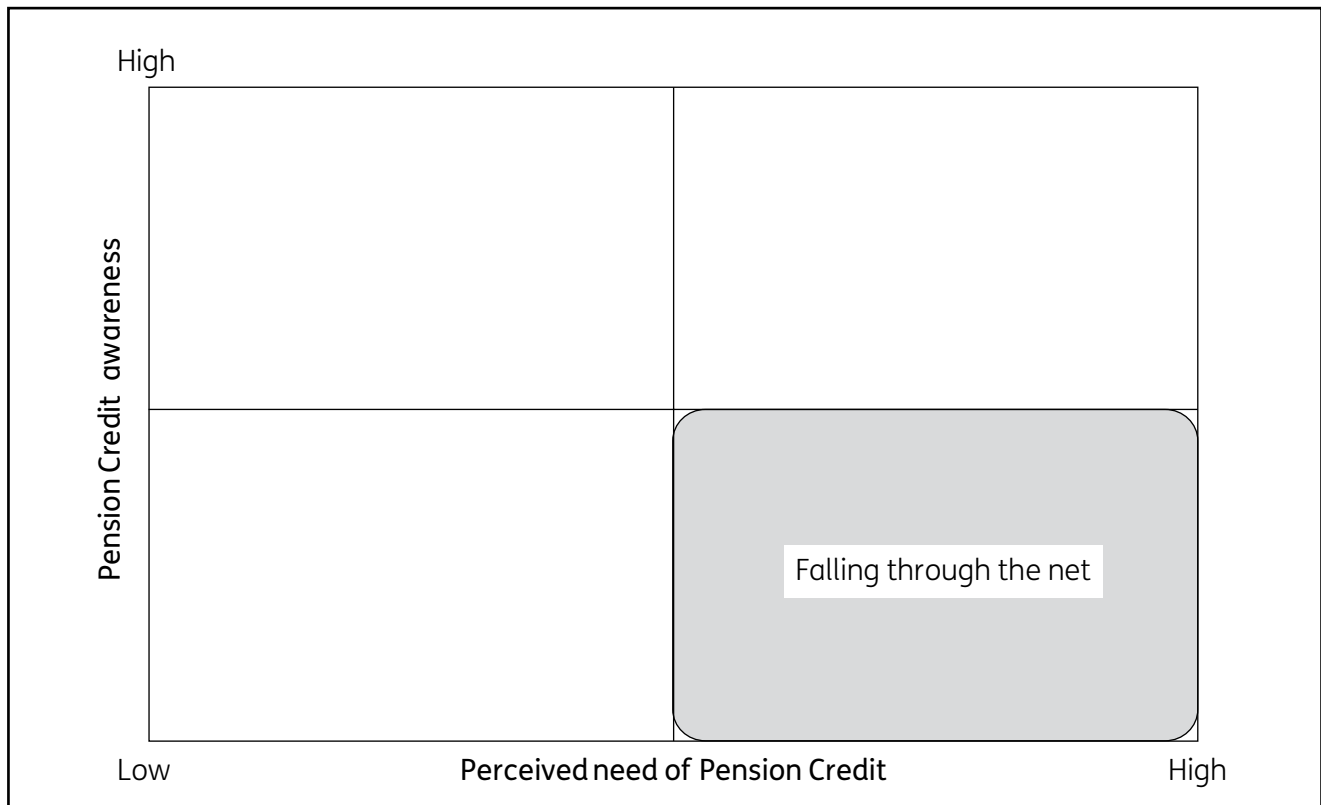 High
Pension Credit awareness
Falling through the net
Low
Perceived need of Pension Credit
High